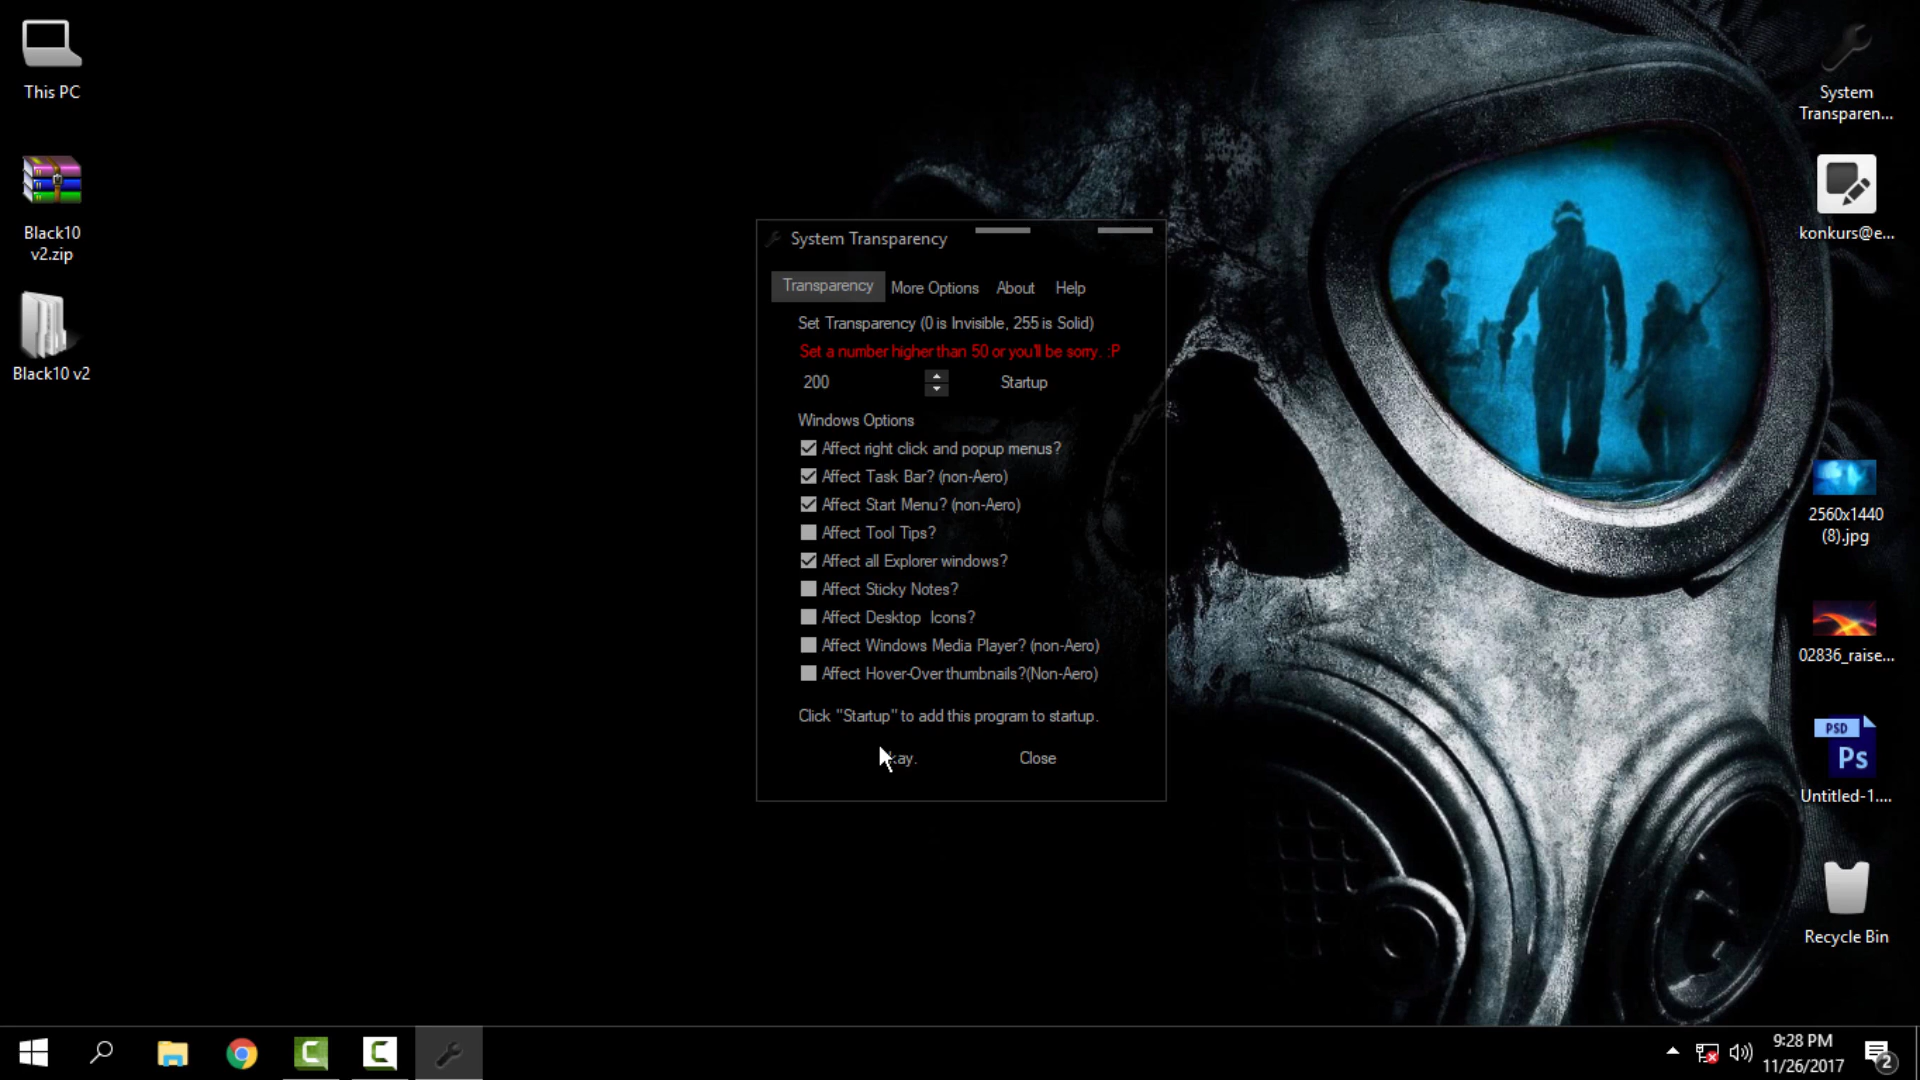 This PC
Black10
v2.zip
Black10 v2
System Transparency
Transparency
More Options
About
Help
Set Transparency (0 is Invisible, 255 is Solid)
Set a number higher than 50 or you'll be sorry. :P
200
Startup
Windows Options
Affect right click and popup menus?
Affect Task Bar? (non-Aero)
Affect Start Menu? (non-Aero)
Affect Tool Tips?
Affect all Explorer windows?
Affect Sticky Notes?
Affect Desktop Icons?
Affect Windows Media Player? (non-Aero)
Affect Hover-Over thumbnails?(Non-Aero)
Click "Startup" to add this program to startup.
kay.
Close
System
Transparen...
konkurs@e...
2560x1440
(8).jpg
02836_raise...
PSD
Ps
Untitled-1....
Recycle Bin
9:28 PM
11/26/2017
2